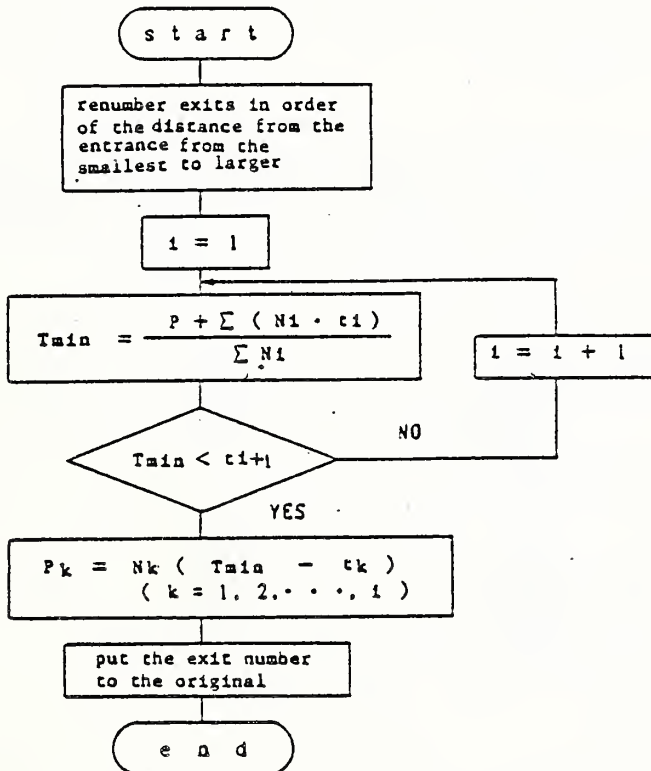 start
renumber exits in order
of the distance from the
entrance from the
smallest to larger
i = 1
Tmin = P + Σ ( Ni · ti ) / Σ Ni
i = i + 1
Tmin < ti+1
NO
YES
Pk = Nk ( Tmin - tk )
( k = 1, 2, · · ·, i )
put the exit number
to the original
end